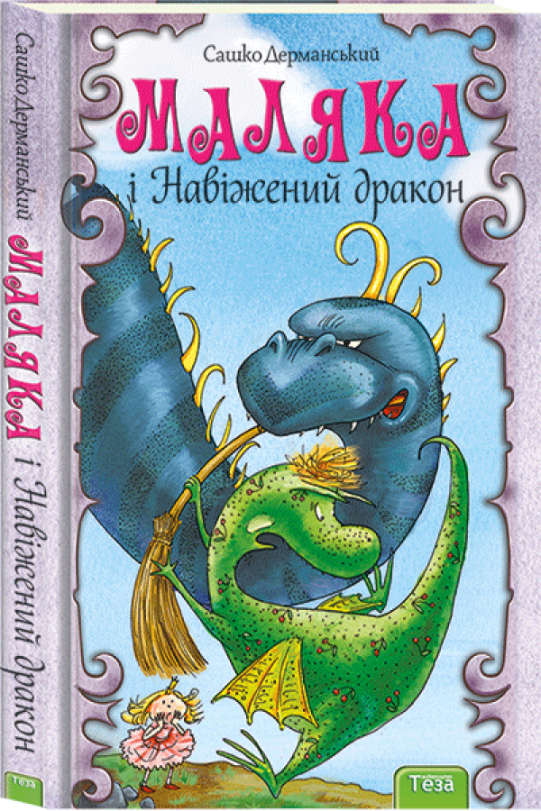 Сашко Дерманський
МАЛЯКА
і Навіжений дракон
Сашко Дерманський МАЛЯКА і Навіжений дракон
Теза
Теза